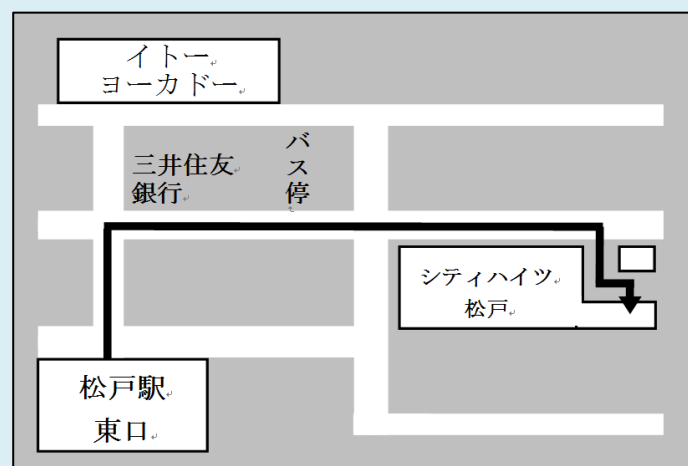 イトー
ヨーカドー
三井住友
銀行
バス停
シティハイツ
松戸
松戸駅
東口